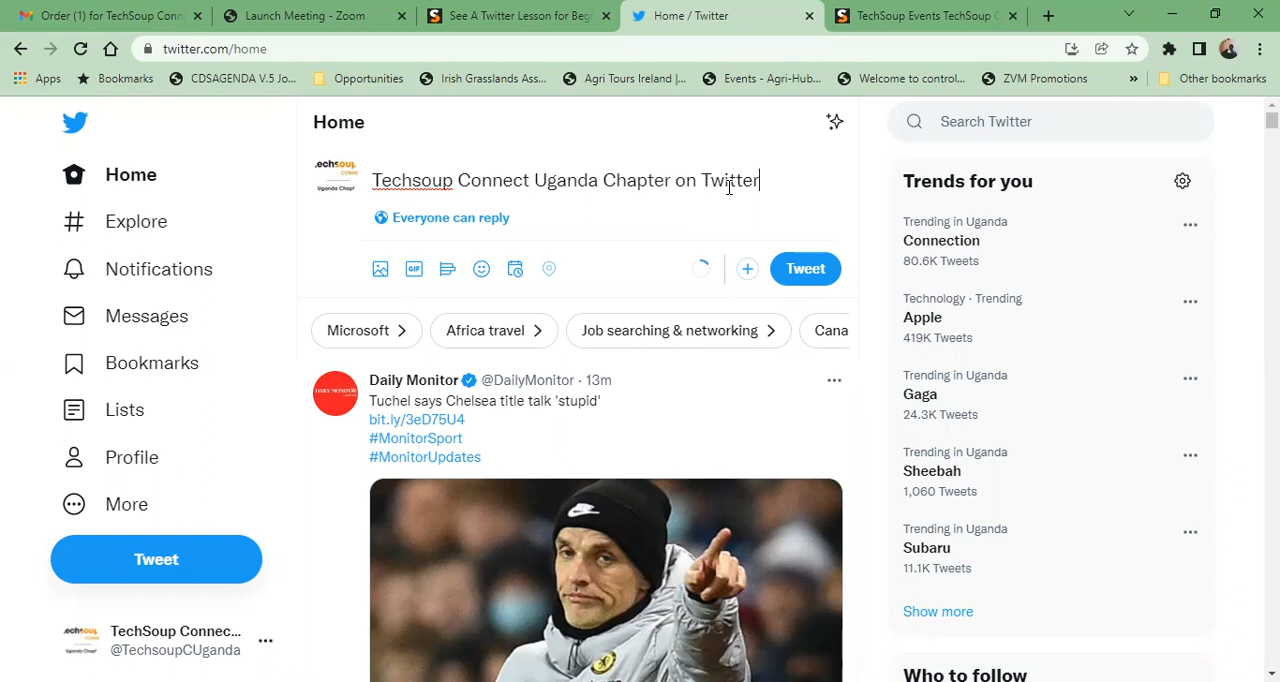 Order (1) for TechSoup Conn
Launch Meeting - Zoom
See A Twitter Lesson for Beg
Home / Twitter
TechSoup Events TechSoup C
twitter.com/home
Apps
Bookmarks
CDSAGENDA V.5 Jo...
Opportunities
Irish Grasslands Ass...
Agri Tours Ireland |...
Events - Agri-Hub...
Welcome to control...
ZVM Promotions
Other bookmarks
Home
Explore
Notifications
Messages
Bookmarks
Lists
Profile
More
Tweet
TechSoup Connec...
@TechsoupCUganda
Home
Techsoup Connect Uganda Chapter on Twitter
Everyone can reply
GIF
Tweet
Microsoft
Africa travel
Job searching & networking
Cana
Daily Monitor @DailyMonitor · 13m
Tuchel says Chelsea title talk 'stupid'
bit.ly/3eD75U4
#MonitorSport
#MonitorUpdates
Search Twitter
Trends for you
Trending in Uganda
Connection
80.6K Tweets
Technology · Trending
Apple
419K Tweets
Trending in Uganda
Gaga
24.3K Tweets
Trending in Uganda
Sheebah
1,060 Tweets
Trending in Uganda
Subaru
11.1K Tweets
Show more
Who to follow